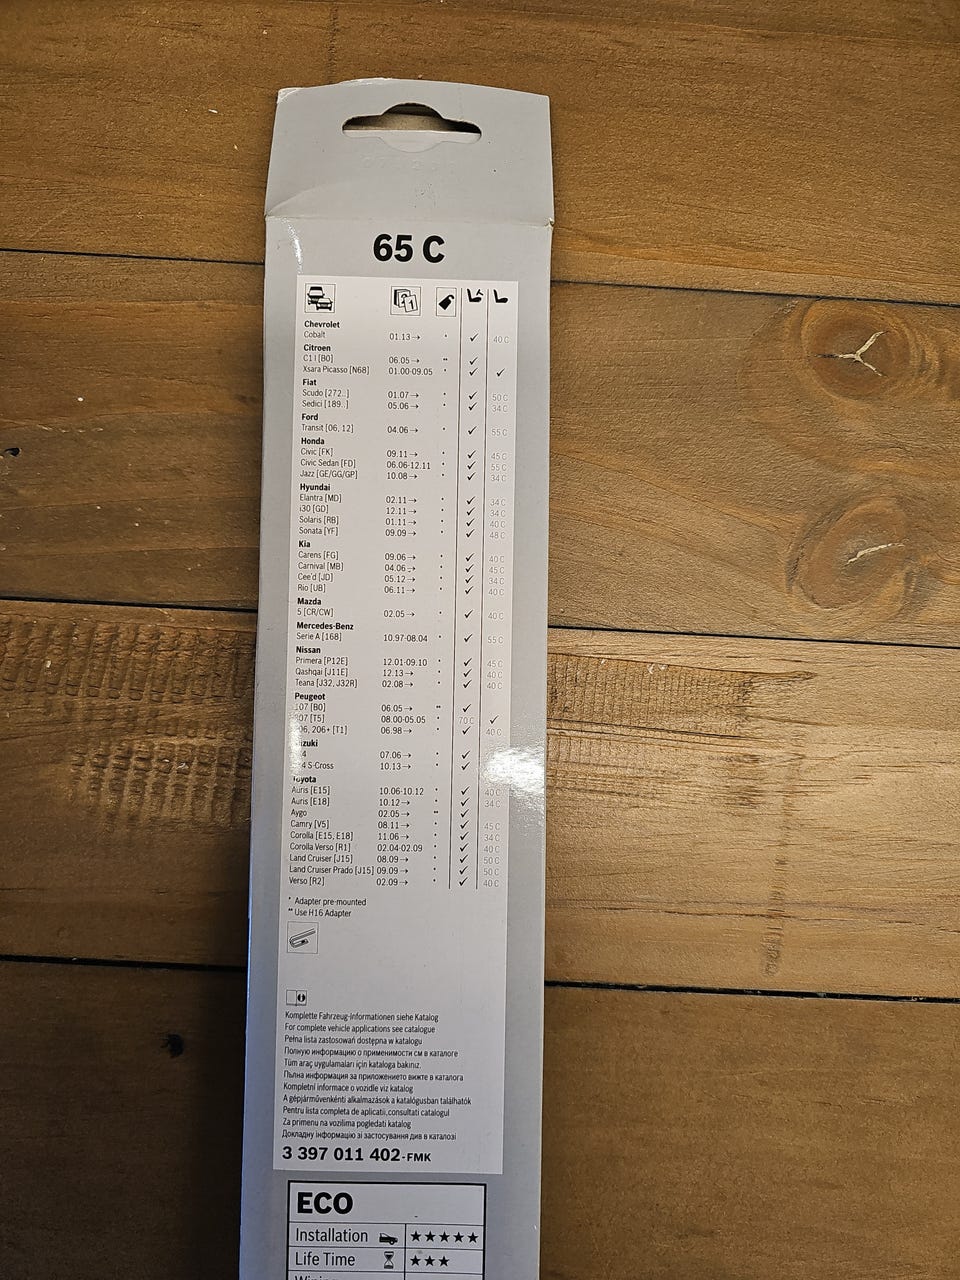 65 C
Chevrolet
Cobalt 01.13→ * ✓ 40 C
Citroen
C1 I [B0] 06.05→ ** ✓
Xsara Picasso [N68] 01.00-09.05 * ✓ ✓
Fiat
Scudo [272..] 01.07→ * ✓ 50 C
Sedici [189..] 05.06→ * ✓ 34 C
Ford
Transit [06, 12] 04.06→ * ✓ 55 C
Honda
Civic [FK] 09.11→ * ✓ 45 C
Civic Sedan [FD] 06.06-12.11 * ✓ 55 C
Jazz [GE/GG/GP] 10.08→ * ✓ 34 C
Hyundai
Elantra [MD] 02.11→ * ✓ 34 C
i30 [GD] 12.11→ * ✓ 34 C
Solaris [RB] 01.11→ * ✓ 40 C
Sonata [YF] 09.09→ * ✓ 48 C
Kia
Carens [FG] 09.06→ * ✓ 40 C
Carnival [MB] 04.06→ * ✓ 45 C
Cee'd [JD] 05.12→ * ✓ 34 C
Rio [UB] 06.11→ * ✓ 40 C
Mazda
5 [CR/CW] 02.05→ * ✓ 40 C
Mercedes-Benz
Serie A [168] 10.97-08.04 * ✓ 55 C
Nissan
Primera [P12E] 12.01-09.10 * ✓ 45 C
Qashqai [J11E] 12.13→ * ✓ 40 C
Teana [J32, J32R] 02.08→ * ✓ 40 C
Peugeot
107 [B0] 06.05→ ** ✓
[T5] 08.00-05.05 * 70 C ✓
206+ [T1] 06.98→ * ✓ 40 C
07.06→ * ✓
S-Cross 10.13→ * ✓
Toyota
Auris [E15] 10.06-10.12 * ✓ 40 C
Auris [E18] 10.12→ * ✓ 34 C
Aygo 02.05→ ** ✓
Camry [V5] 08.11→ * ✓ 45 C
Corolla [E15, E18] 11.06→ * ✓ 34 C
Corolla Verso [R1] 02.04-02.09 * ✓ 40 C
Land Cruiser [J15] 08.09→ * ✓ 50 C
Land Cruiser Prado [J15] 09.09→ * ✓ 50 C
Verso [R2] 02.09→ * ✓ 40 C
* Adapter pre-mounted
** Use H16 Adapter
Komplette Fahrzeug-Informationen siehe Katalog
For complete vehicle applications see catalogue
Pełna lista zastosowań dostępna w katalogu
Полную информацию о применимости см в каталоге
Tüm araç uygulamaları için kataloga bakınız.
Пълна информация за приложението вижте в каталога
Kompletní informace o vozidle viz katalog
A gépjárművenkénti alkalmazások a katalógusban találhatók
Pentru lista completa de aplicatii,consultati catalogul
Za primenu na vozilima pogledati katalog
Докладну інформацію зі застосування див в каталозі
3 397 011 402-FMK
ECO
Installation ★★★★★
Life Time ★★★